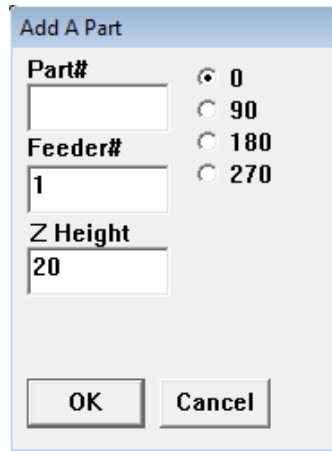 Add A Part
Part#
0
90
Feeder#
180
1
270
Z Height
20
OK
Cancel